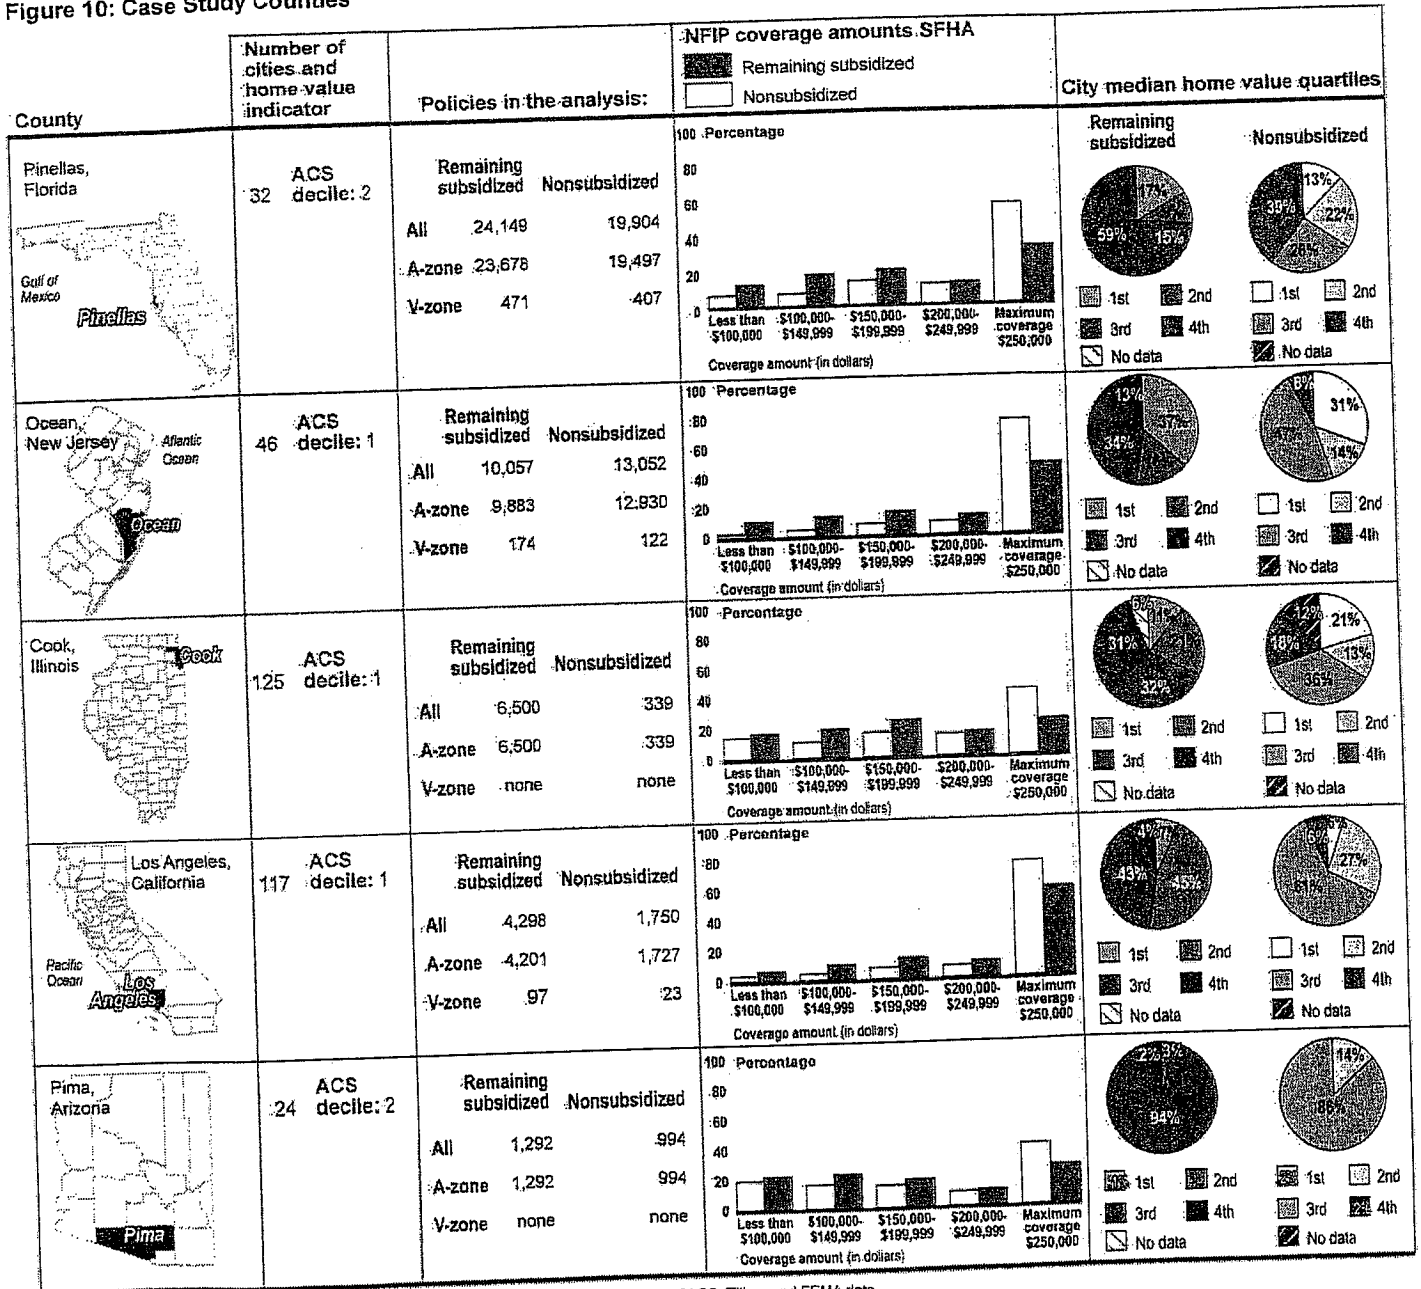 Figure 10: Case Study Counties
County
Number of cities and home value indicator
Policies in the analysis:
NFIP coverage amounts SFHA
Remaining subsidized
Nonsubsidized
City median home value quartiles
Pinellas, Florida
Gulf of Mexico
Pinellas
32 ACS decile: 2
Remaining subsidized Nonsubsidized
All 24,149 19,904
A-zone 23,678 19,497
V-zone 471 407
100 Percentage
80
60
40
20
0
Less than $100,000
$100,000-$149,999
$150,000-$199,999
$200,000-$249,999
Maximum coverage $250,000
Coverage amount (in dollars)
Remaining subsidized
Nonsubsidized
17%
59%
15%
13%
22%
26%
39%
1st 2nd
3rd 4th
No data
1st 2nd
3rd 4th
No data
Ocean, New Jersey
Atlantic Ocean
Ocean
46 ACS decile: 1
Remaining subsidized Nonsubsidized
All 10,057 13,052
A-zone 9,883 12,930
V-zone 174 122
100 Percentage
80
60
40
20
0
Less than $100,000
$100,000-$149,999
$150,000-$199,999
$200,000-$249,999
Maximum coverage $250,000
Coverage amount (in dollars)
13%
37%
34%
8%
31%
47%
14%
1st 2nd
3rd 4th
No data
1st 2nd
3rd 4th
No data
Cook, Illinois
Cook
125 ACS decile: 1
Remaining subsidized Nonsubsidized
All 6,500 339
A-zone 6,500 339
V-zone none none
100 Percentage
80
60
40
20
0
Less than $100,000
$100,000-$149,999
$150,000-$199,999
$200,000-$249,999
Maximum coverage $250,000
Coverage amount (in dollars)
6%
11%
31%
21%
32%
12%
21%
18%
13%
36%
1st 2nd
3rd 4th
No data
1st 2nd
3rd 4th
No data
Los Angeles, California
Pacific Ocean
Los Angeles
117 ACS decile: 1
Remaining subsidized Nonsubsidized
All 4,298 1,750
A-zone 4,201 1,727
V-zone 97 23
100 Percentage
80
60
40
20
0
Less than $100,000
$100,000-$149,999
$150,000-$199,999
$200,000-$249,999
Maximum coverage $250,000
Coverage amount (in dollars)
4%
7%
43%
45%
6%
27%
61%
1st 2nd
3rd 4th
No data
1st 2nd
3rd 4th
No data
Pima, Arizona
Pima
24 ACS decile: 2
Remaining subsidized Nonsubsidized
All 1,292 994
A-zone 1,292 994
V-zone none none
100 Percentage
80
60
40
20
0
Less than $100,000
$100,000-$149,999
$150,000-$199,999
$200,000-$249,999
Maximum coverage $250,000
Coverage amount (in dollars)
2%
3%
94%
14%
86%
1st 2nd
3rd 4th
No data
1st 2nd
3rd 4th
No data